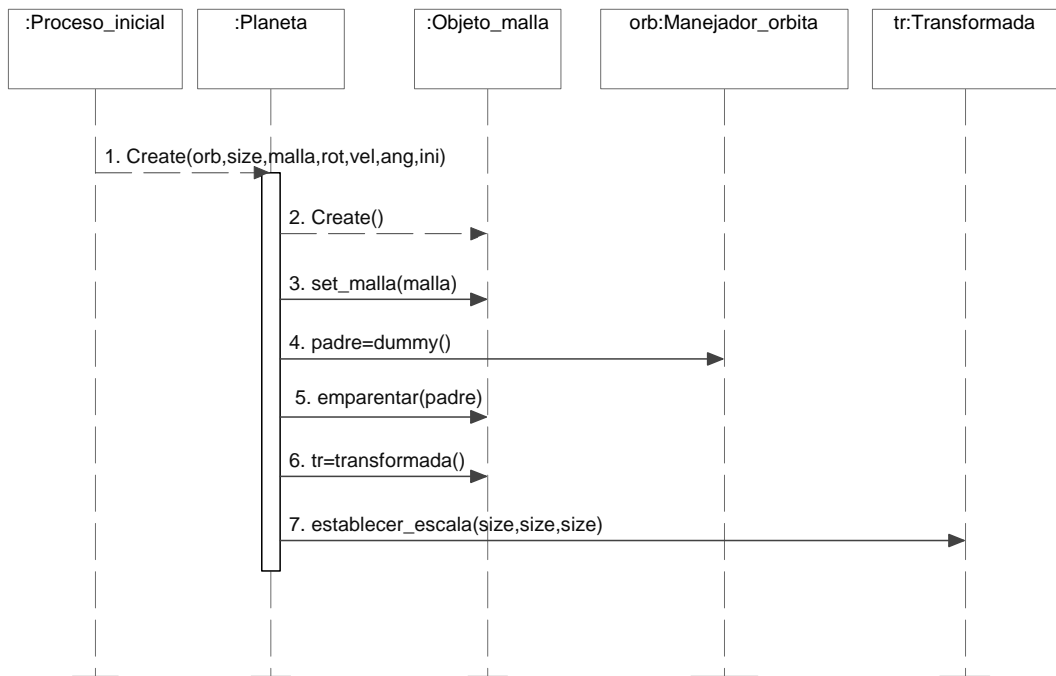 :Proceso_inicial
:Planeta
:Objeto_malla
orb:Manejador_orbita
tr:Transformada
1. Create(orb,size,malla,rot,vel,ang,ini)
2. Create()
3. set_malla(malla)
4. padre=dummy()
5. emparentar(padre)
6. tr=transformada()
7. establecer_escala(size,size,size)